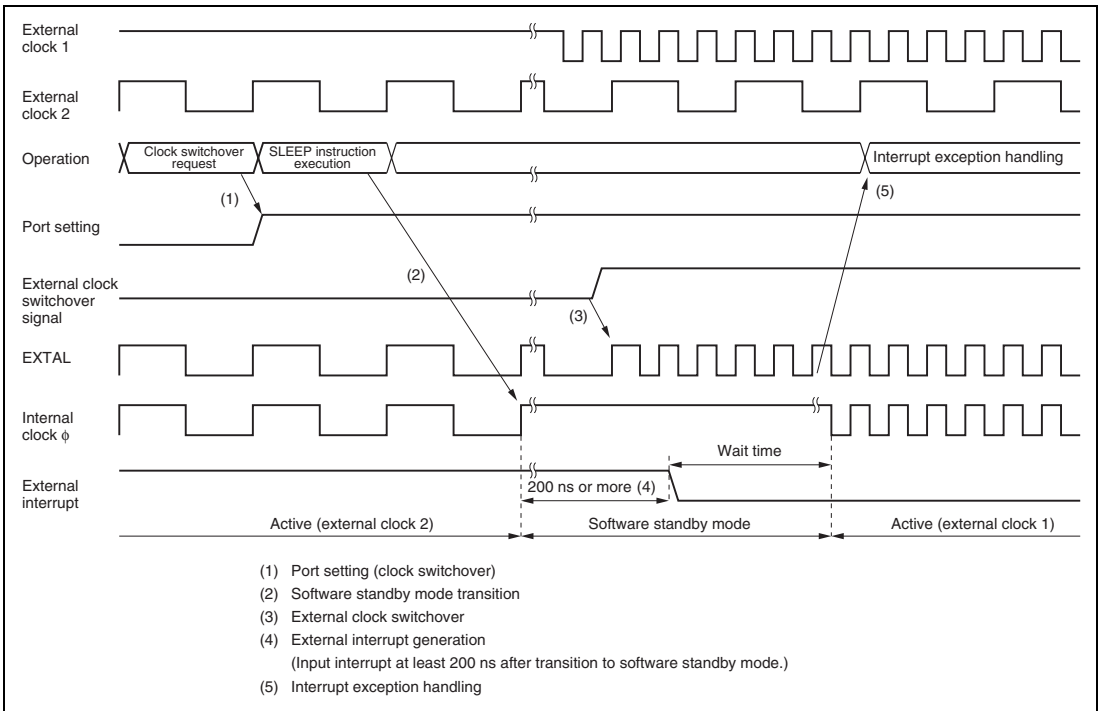 External
clock 1
External
clock 2
Operation
Clock switchover
request
SLEEP instruction
execution
Interrupt exception handling
(1)
(5)
Port setting
(2)
External clock
switchover
signal
(3)
EXTAL
Internal
clock ϕ
Wait time
External
interrupt
200 ns or more (4)
Active (external clock 2)
Software standby mode
Active (external clock 1)
(1) Port setting (clock switchover)
(2) Software standby mode transition
(3) External clock switchover
(4) External interrupt generation
(Input interrupt at least 200 ns after transition to software standby mode.)
(5) Interrupt exception handling